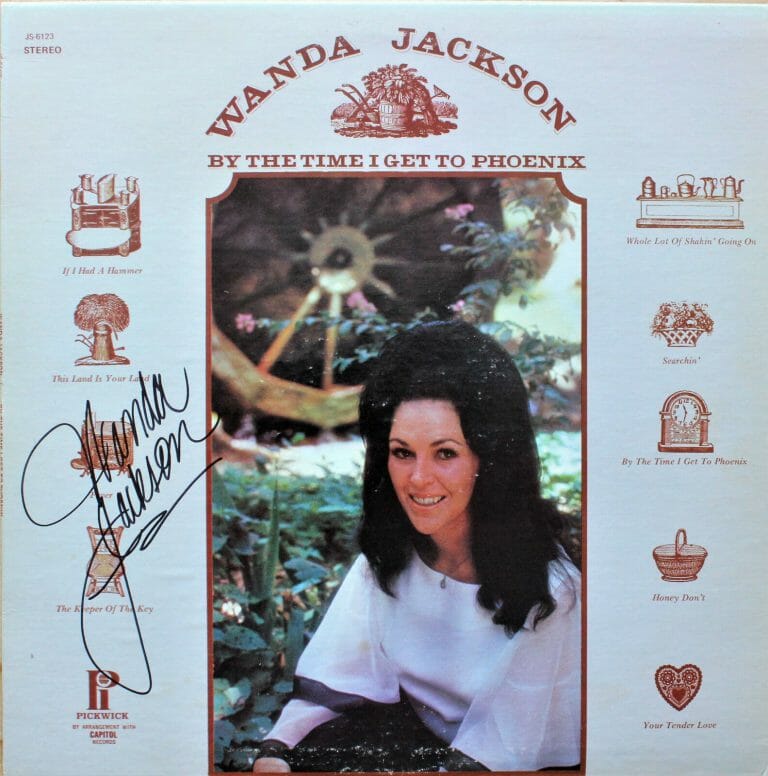 JS-6123
STEREO
WANDA JACKSON
BY THE TIME I GET TO PHOENIX
If I Had A Hammer
This Land Is Your Land
The Keeper Of The Key
PICKWICK
BY ARRANGEMENT WITH
CAPITOL
RECORDS
Whole Lot Of Shakin' Going On
Searchin'
By The Time I Get To Phoenix
Honey Don't
Your Tender Love
Wanda
Jackson